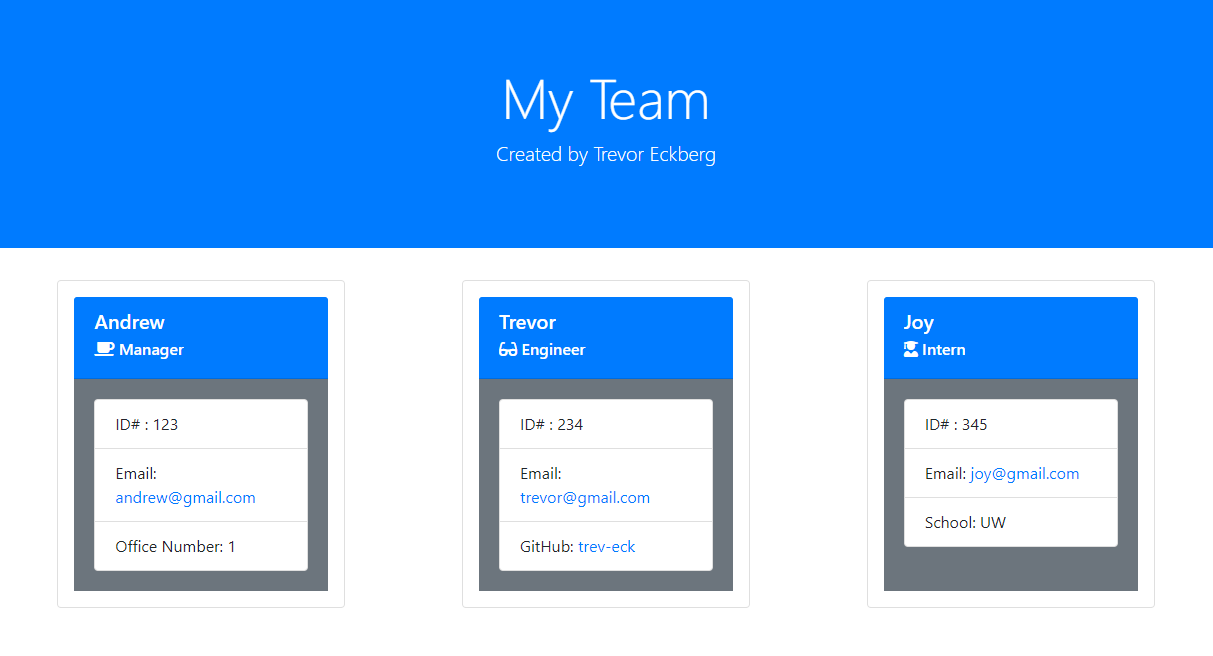 My Team
Created by Trevor Eckberg
Andrew
Manager
ID# : 123
Email:
andrew@gmail.com
Office Number: 1
Trevor
Engineer
ID# : 234
Email:
trevor@gmail.com
GitHub: trev-eck
Joy
Intern
ID# : 345
Email: joy@gmail.com
School: UW